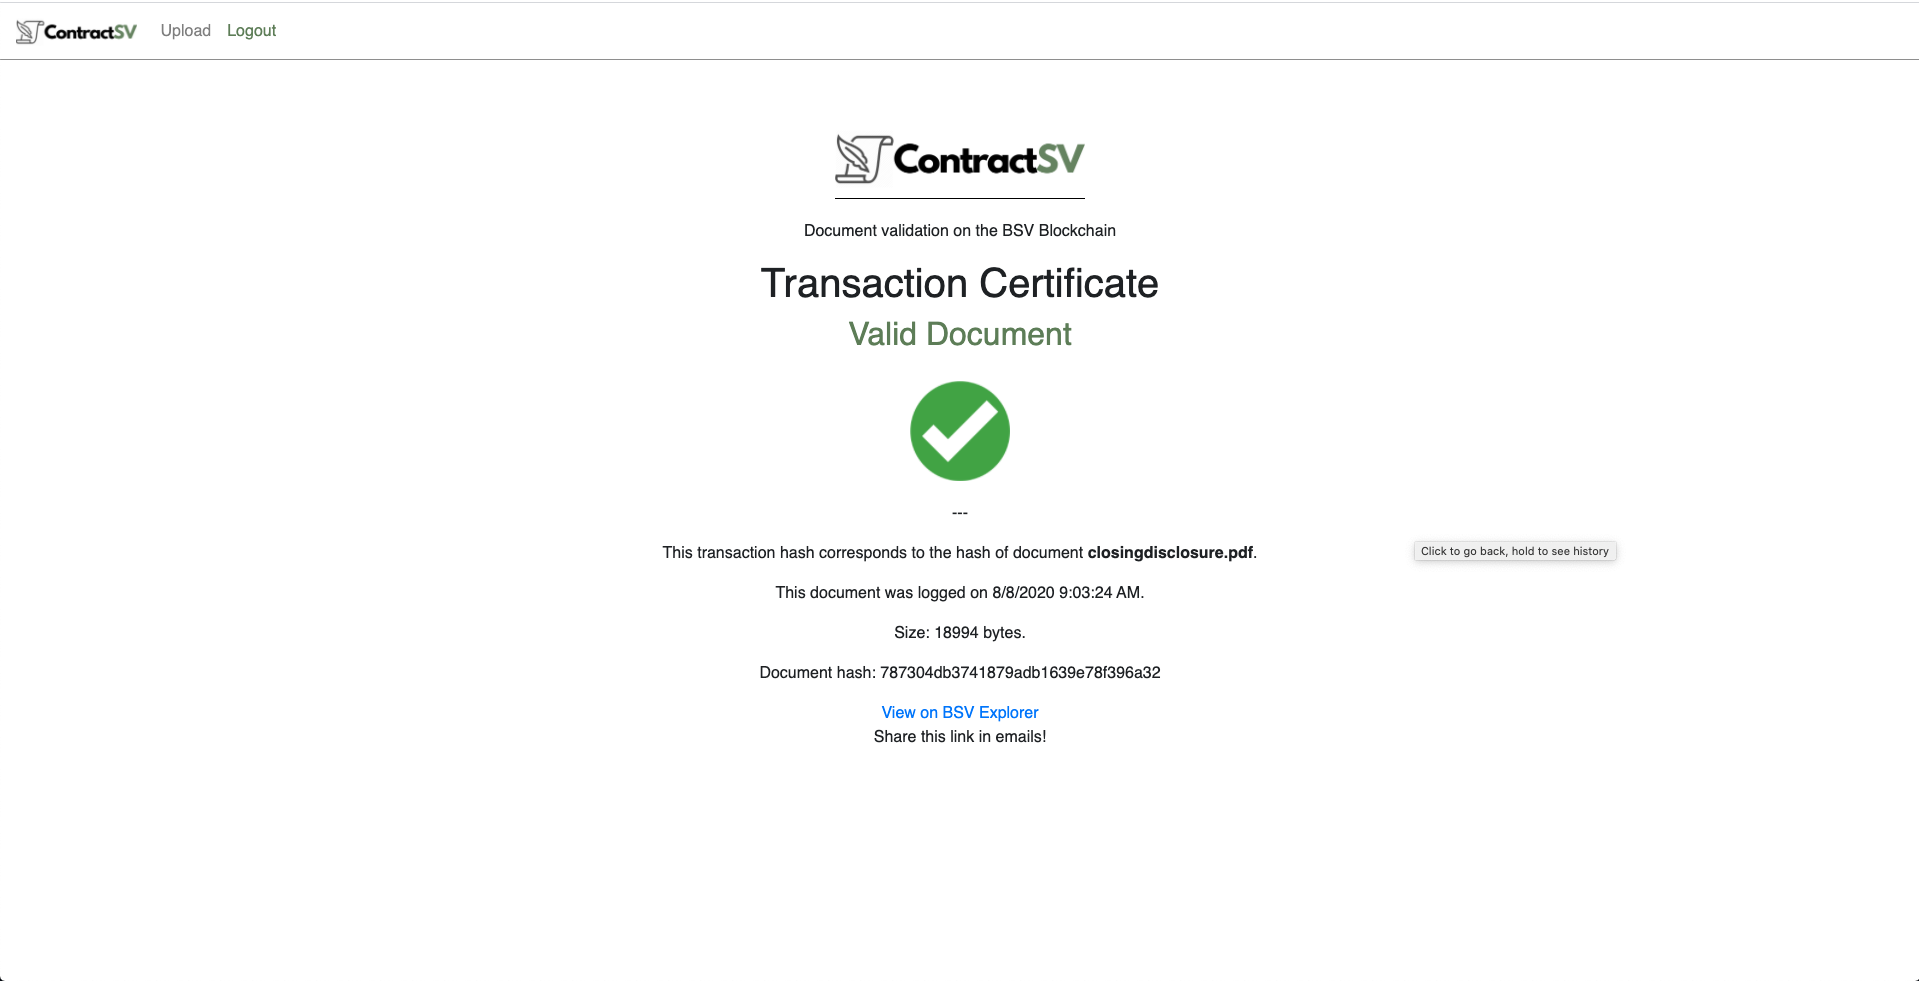 ContractSV Upload Logout
ContractSV
Document validation on the BSV Blockchain
Transaction Certificate
Valid Document
---
This transaction hash corresponds to the hash of document closingdisclosure.pdf.
Click to go back, hold to see history
This document was logged on 8/8/2020 9:03:24 AM.
Size: 18994 bytes.
Document hash: 787304db3741879adb1639e78f396a32
View on BSV Explorer
Share this link in emails!